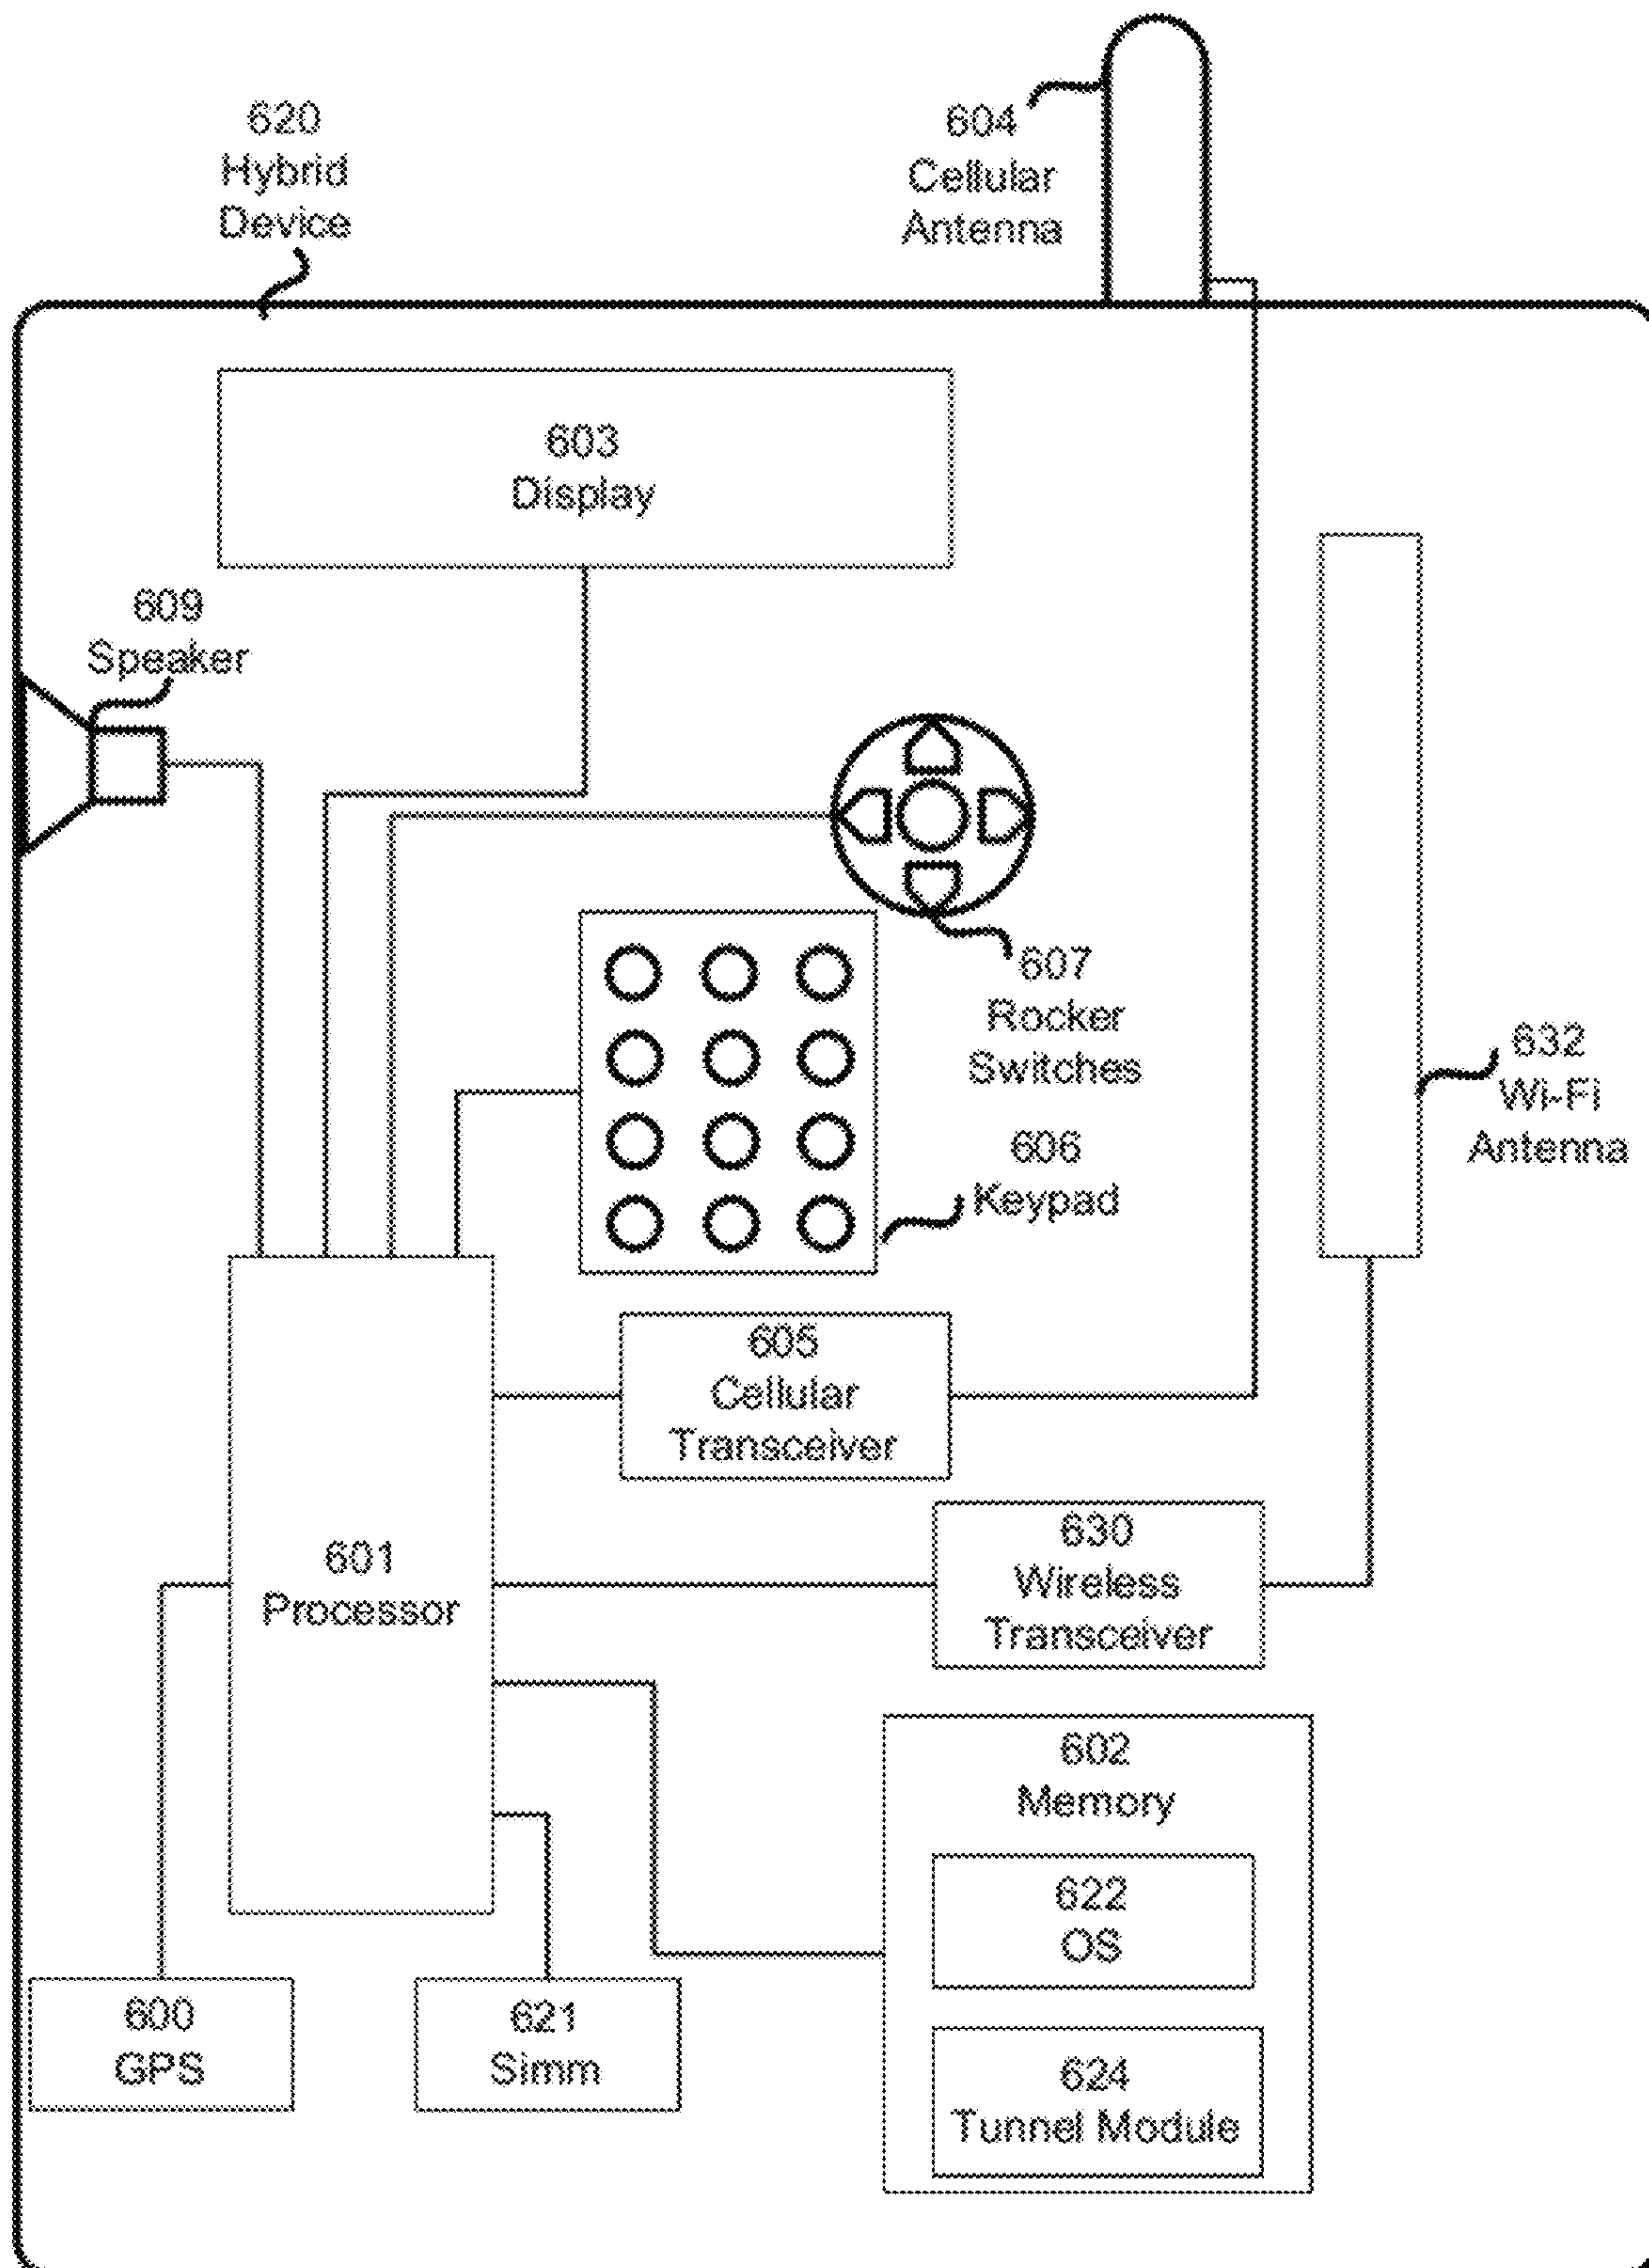 620
Hybrid
Device
604
Cellular
Antenna
603
Display
609
Speaker
607
Rocker
Switches
632
Wi-Fi
Antenna
606
Keypad
605
Cellular
Transceiver
630
Wireless
Transceiver
601
Processor
602
Memory
622
OS
600
GPS
621
Simm
624
Tunnel Module